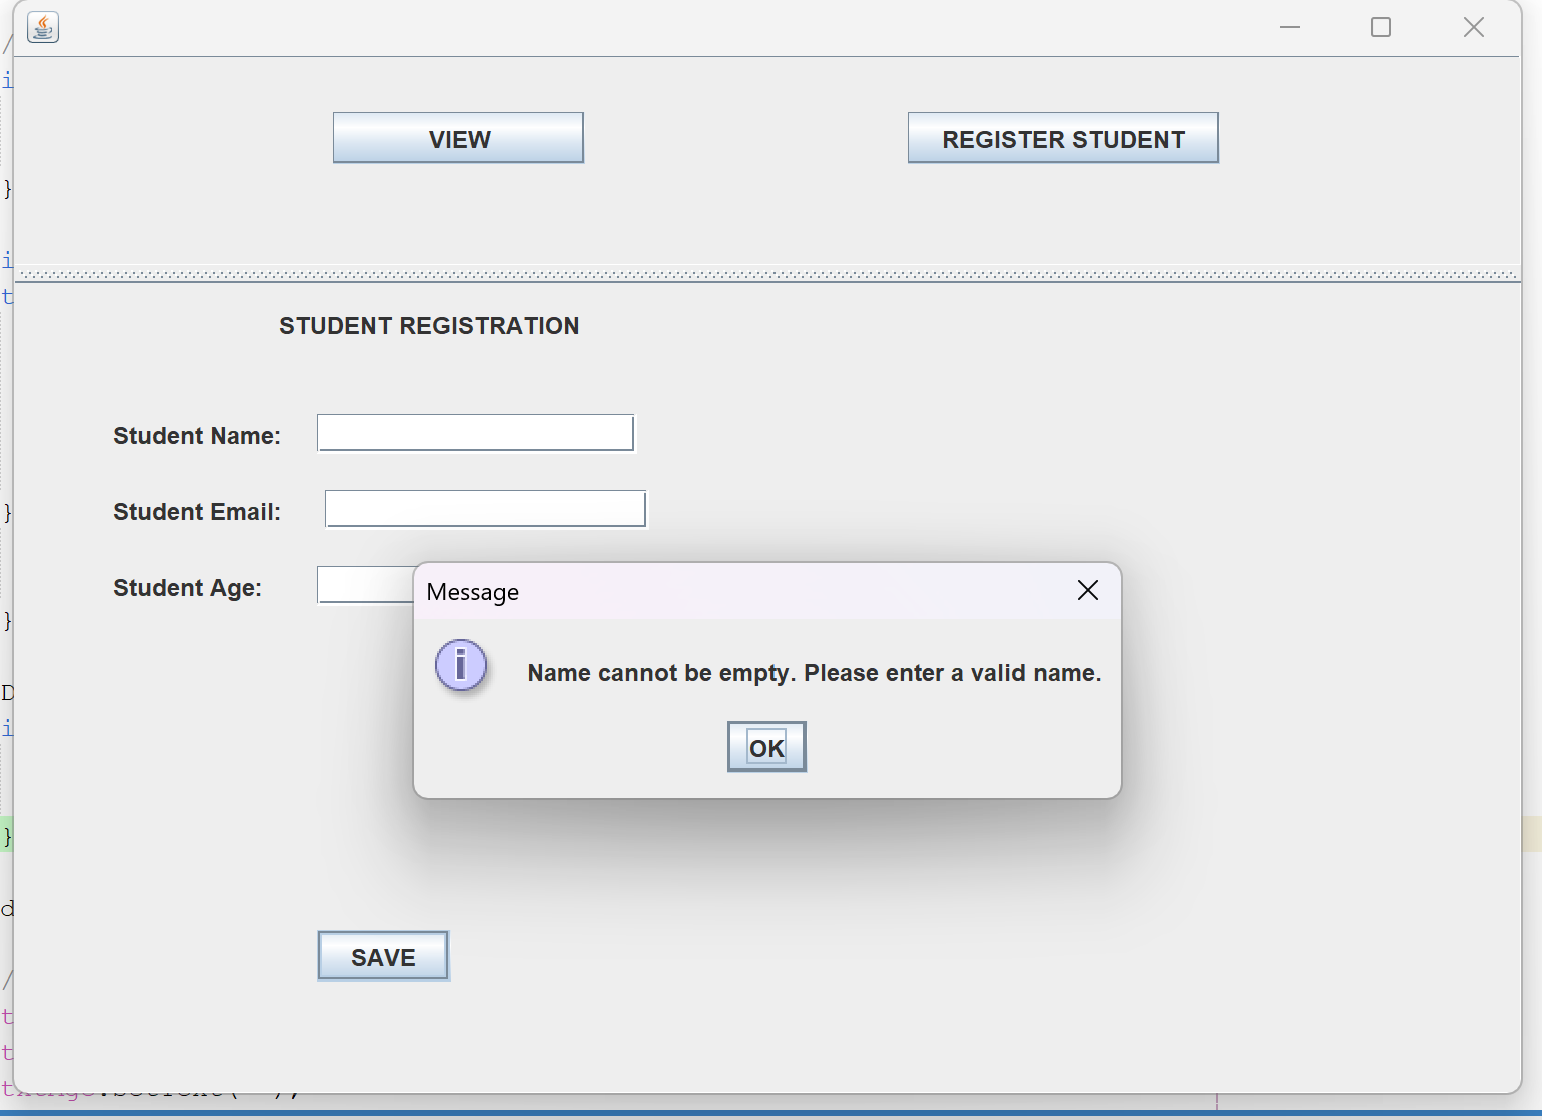 VIEW
REGISTER STUDENT
STUDENT REGISTRATION
Student Name:
Student Email:
Student Age:
Message
Name cannot be empty. Please enter a valid name.
OK
SAVE